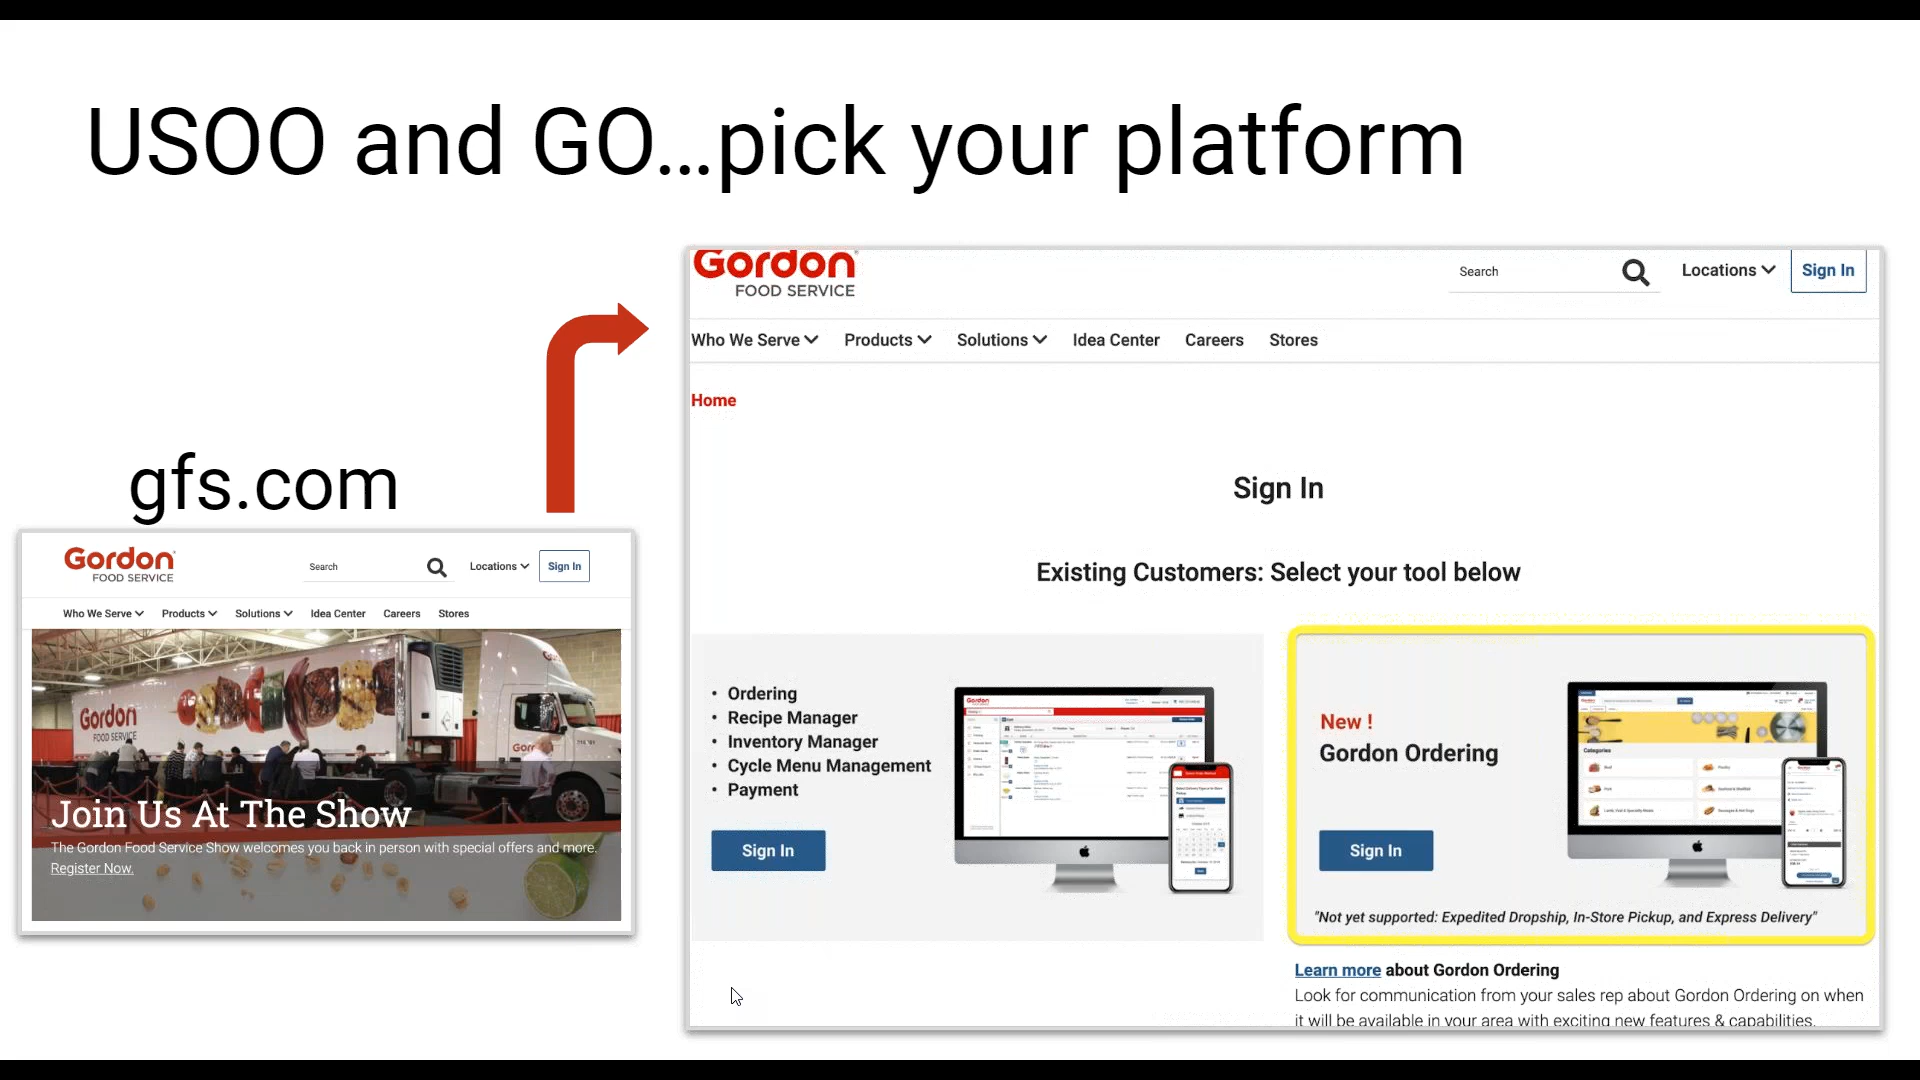 USOO and GO...pick your platform
gfs.com
Gordon
FOOD SERVICE
Search
Locations
Sign In
Who We Serve
Products
Solutions
Idea Center
Careers
Stores
Gordon
FOOD SERVICE
Join Us At The Show
The Gordon Food Service Show welcomes you back in person with special offers and more.
Register Now.
Gordon
FOOD SERVICE
Search
Locations
Sign In
Who We Serve
Products
Solutions
Idea Center
Careers
Stores
Home
Sign In
Existing Customers: Select your tool below
• Ordering
• Recipe Manager
• Inventory Manager
• Cycle Menu Management
• Payment
Sign In
New !
Gordon Ordering
Categories
Sign In
"Not yet supported: Expedited Dropship, In-Store Pickup, and Express Delivery"
Learn more about Gordon Ordering
Look for communication from your sales rep about Gordon Ordering on when
it will be available in your area with exciting new features & capabilities.